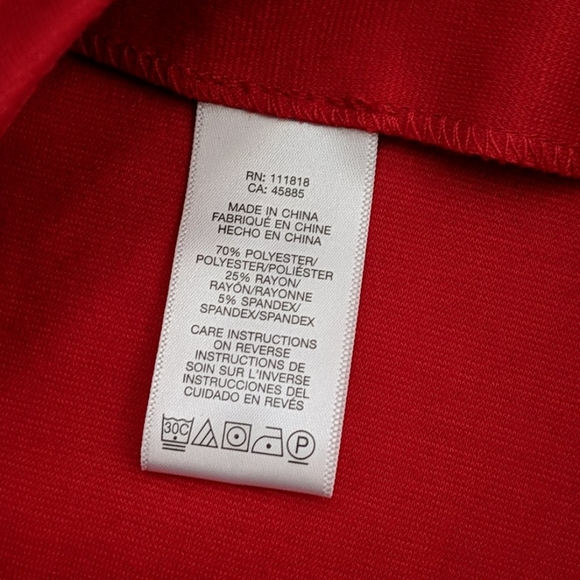 RN: 111818
CA: 45885
MADE IN CHINA
FABRIQUÉ EN CHINE
HECHO EN CHINA
70% POLYESTER/
POLYESTER/POLIÉSTER
25% RAYON/
RAYÓN/RAYONNE
5% SPANDEX/
SPANDEX/SPANDEX
CARE INSTRUCTIONS
ON REVERSE
INSTRUCTIONS DE
SOIN SUR L'INVERSE
INSTRUCCIONES DEL
CUIDADO EN REVÉS
30C P